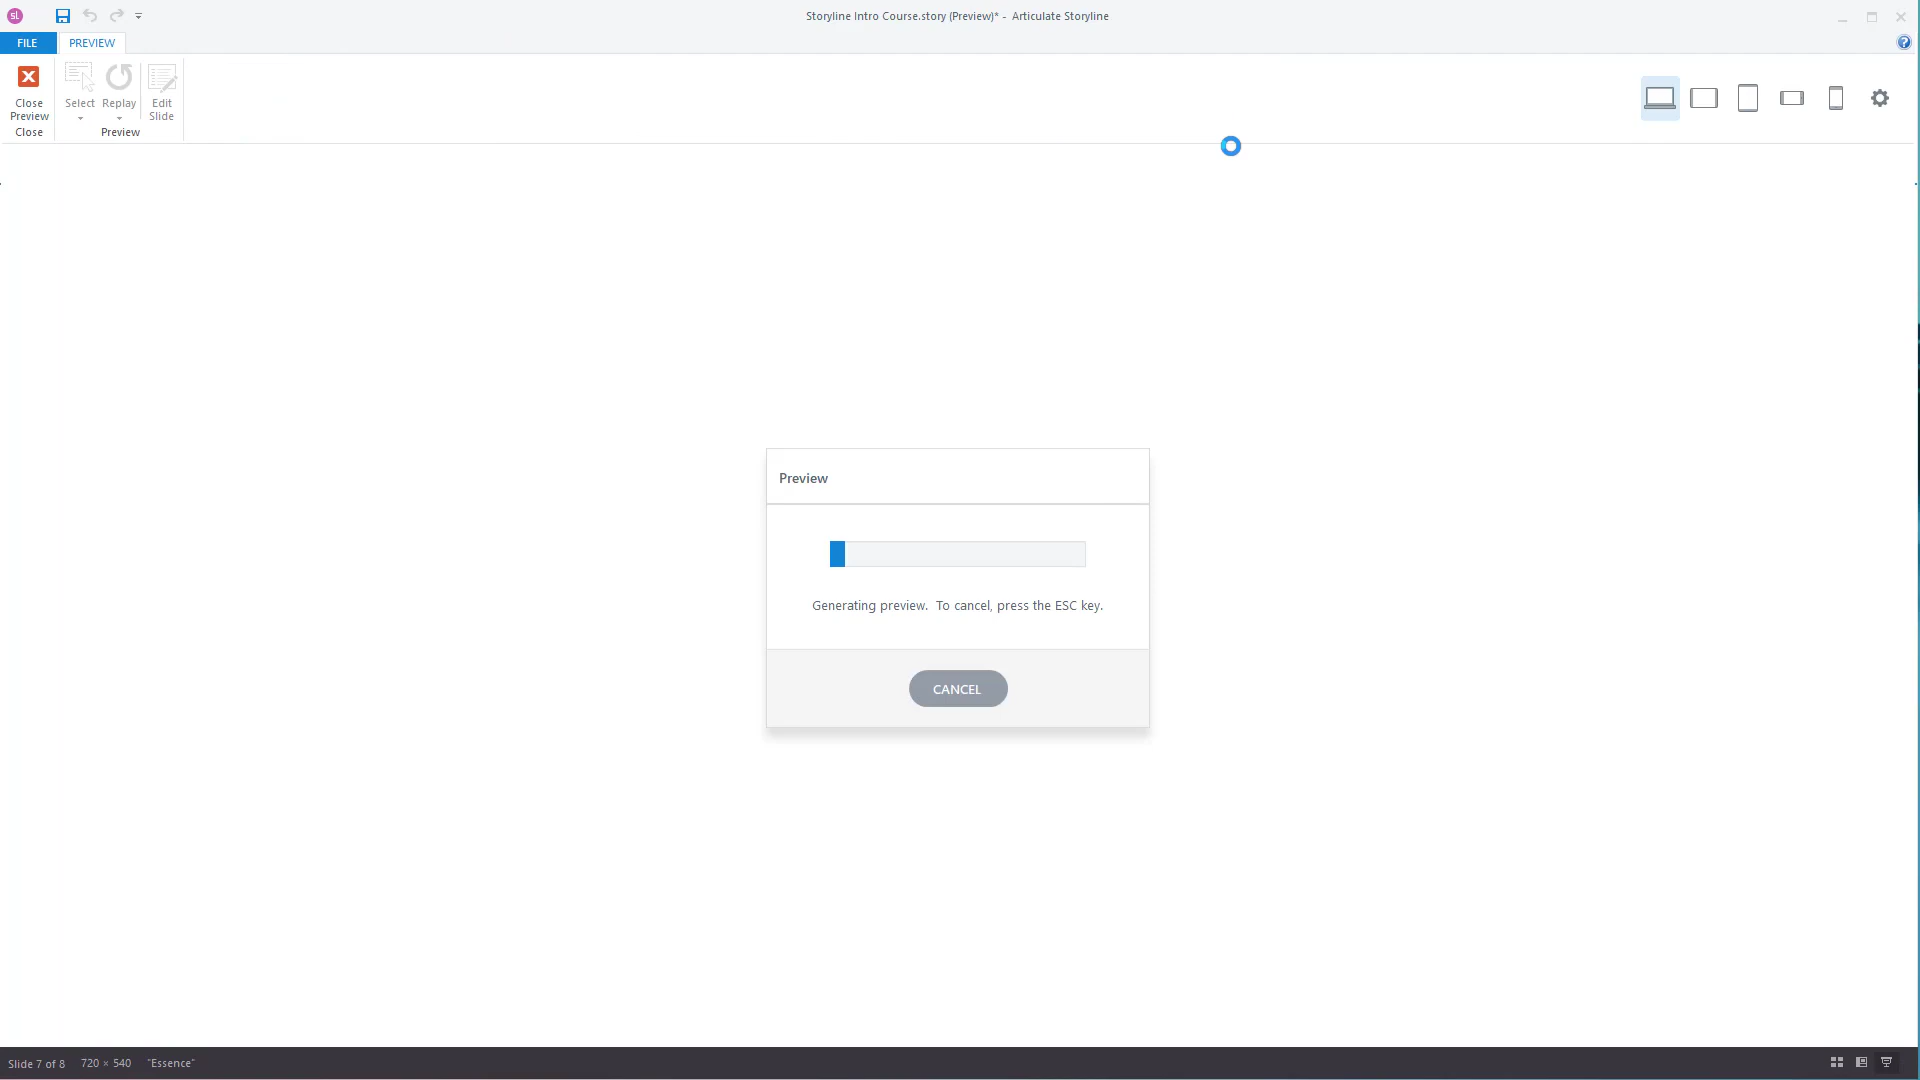 sl
Storyline Intro Course.story (Preview)* - Articulate Storyline
FILE
PREVIEW
?
Close Preview
Select
Replay
Edit Slide
Close
Preview
Preview
Generating preview. To cancel, press the ESC key.
CANCEL
Slide 7 of 8
720 × 540
"Essence"